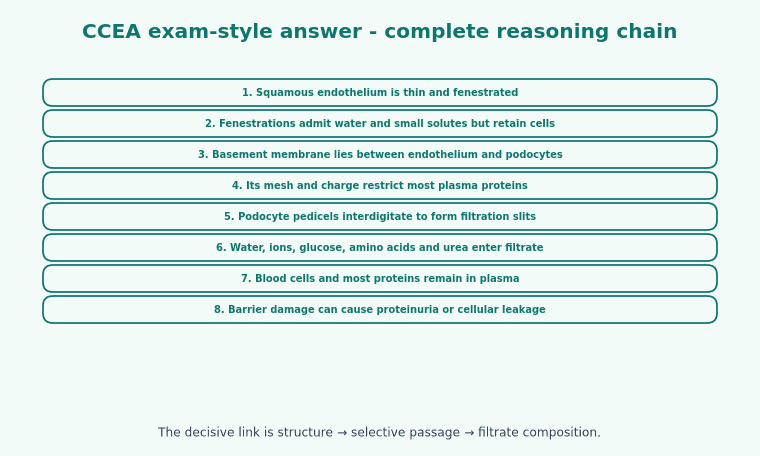 CCEA exam-style answer - complete reasoning chain
1. Squamous endothelium is thin and fenestrated
2. Fenestrations admit water and small solutes but retain cells
3. Basement membrane lies between endothelium and podocytes
4. Its mesh and charge restrict most plasma proteins
5. Podocyte pedicels interdigitate to form filtration slits
6. Water, ions, glucose, amino acids and urea enter filtrate
7. Blood cells and most proteins remain in plasma
8. Barrier damage can cause proteinuria or cellular leakage
The decisive link is structure → selective passage → filtrate composition.